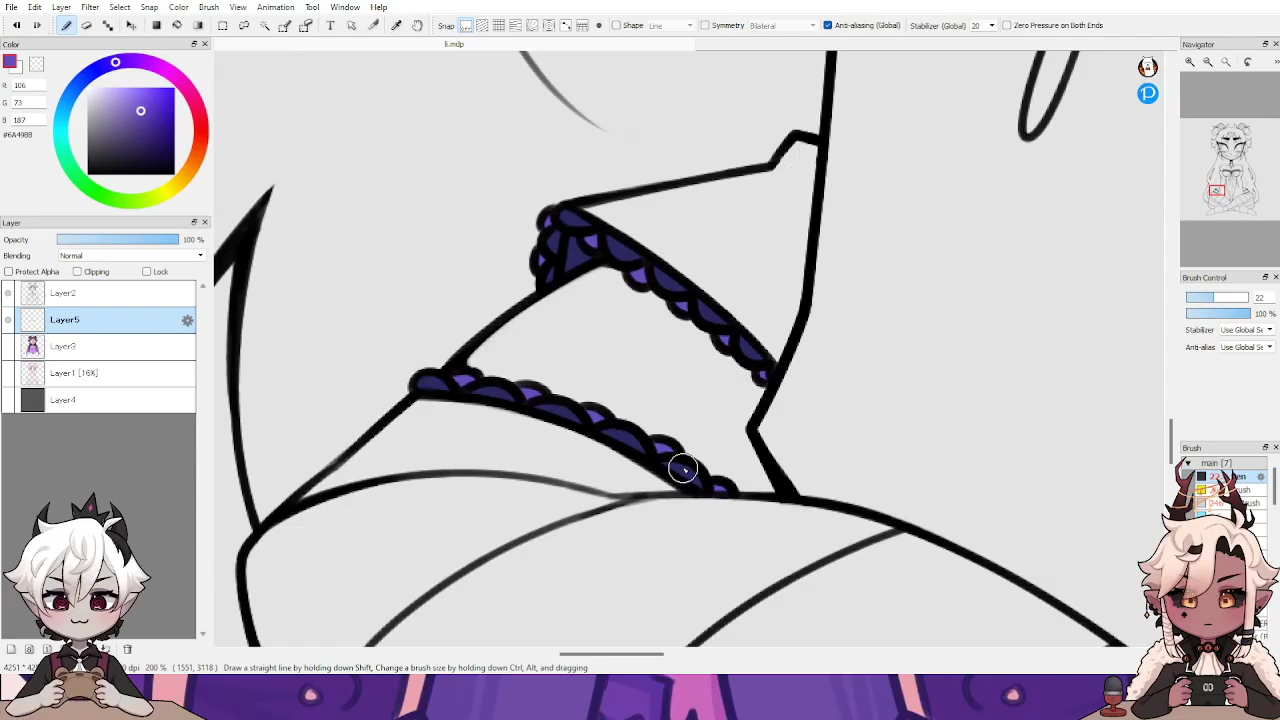 File Edit Layer Filter Select Snap Color Brush View Animation Tool Window Help
Snap Shape Line Symmetry Bilateral Anti-aliasing (Global) Stabilizer (Global) 20 Zero Pressure on Both Ends
Color
li.mdp
Navigator
R 106
G 73
B 187
#6A49BB
Layer
Opacity 100 %
Blending Normal
Protect Alpha Clipping Lock
Layer2
Layer5
Layer3
Layer1 [16%]
Layer4
Brush Control
22
100 %
Stabilizer Use Global Se
Anti-alias Use Global Se
Brush
main [7]
200 % ( 1551, 3118 ) Draw a straight line by holding down Shift, Change a brush size by holding down Ctrl, Alt, and dragging